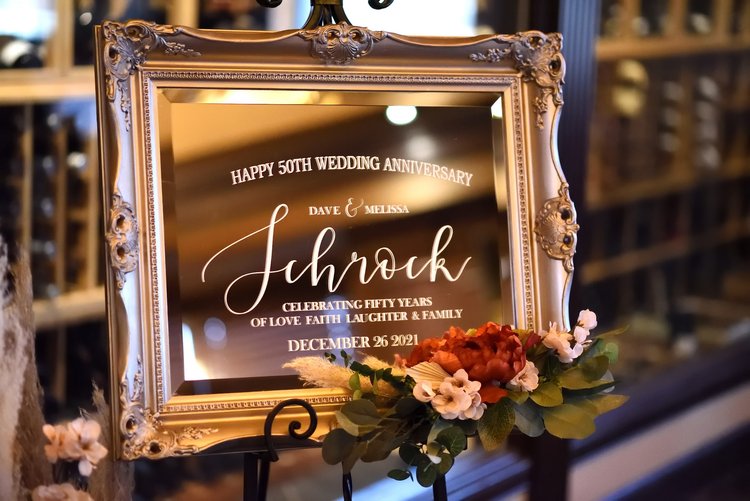 HAPPY 50TH WEDDING ANNIVERSARY
DAVE & MELISSA
Schrock
CELEBRATING FIFTY YEARS
OF LOVE FAITH LAUGHTER & FAMILY
DECEMBER 26 2021